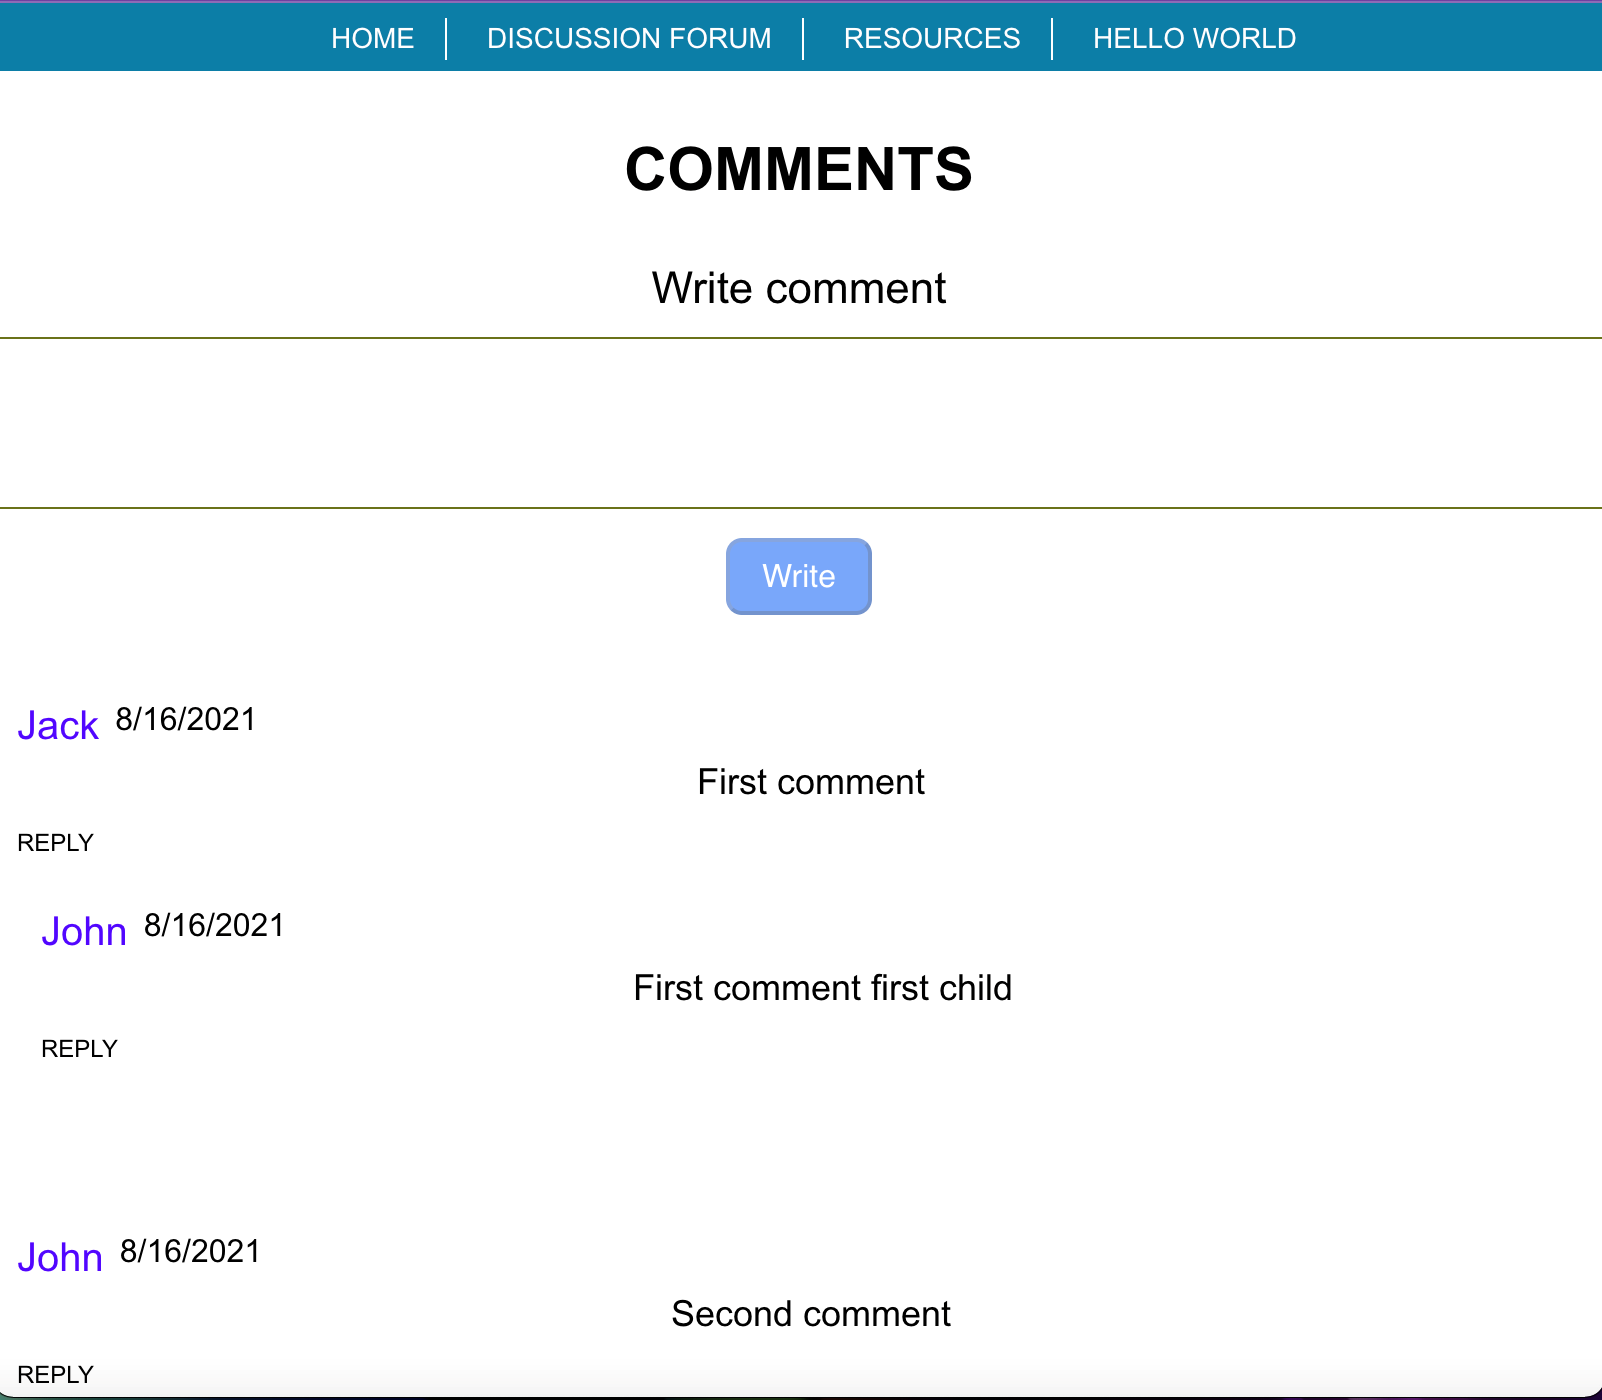 HOME DISCUSSION FORUM RESOURCES HELLO WORLD
COMMENTS
Write comment
Write
Jack 8/16/2021
First comment
REPLY
John 8/16/2021
First comment first child
REPLY
John 8/16/2021
Second comment
REPLY